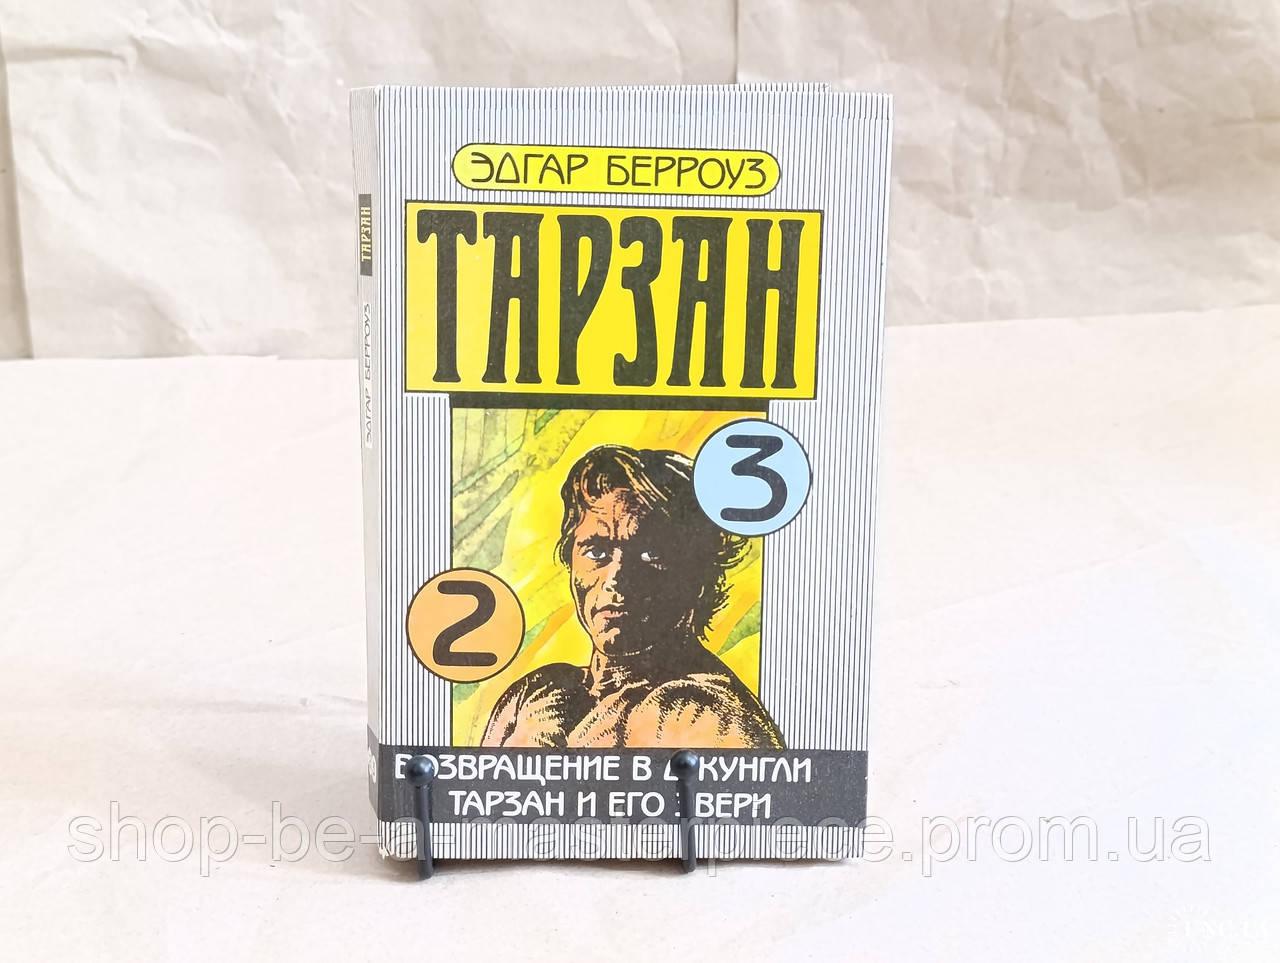 ЭДГАР БЕРРОУЗ
ТАРЗАН
3
2
ВОЗВРАЩЕНИЕ В ДЖУНГЛИ
ТАРЗАН И ЕГО ЗВЕРИ
ТАРЗАН
ЭДГАР БЕРРОУЗ
shop-be-a-masterpiece.prom.ua